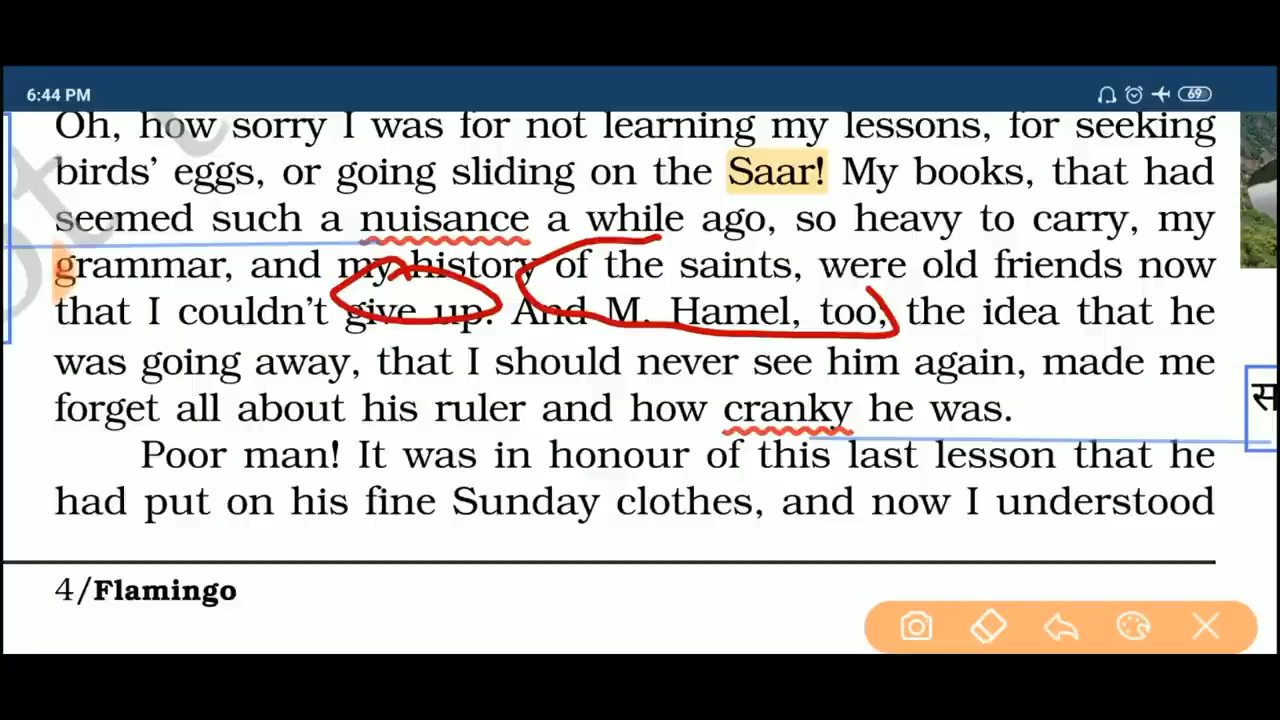 6:44 PM
69
Oh, how sorry I was for not learning my lessons, for seeking
birds' eggs, or going sliding on the Saar! My books, that had
seemed such a nuisance a while ago, so heavy to carry, my
grammar, and my history of the saints, were old friends now
that I couldn't give up. And M. Hamel, too, the idea that he
was going away, that I should never see him again, made me
forget all about his ruler and how cranky he was.
Poor man! It was in honour of this last lesson that he
had put on his fine Sunday clothes, and now I understood
4/Flamingo